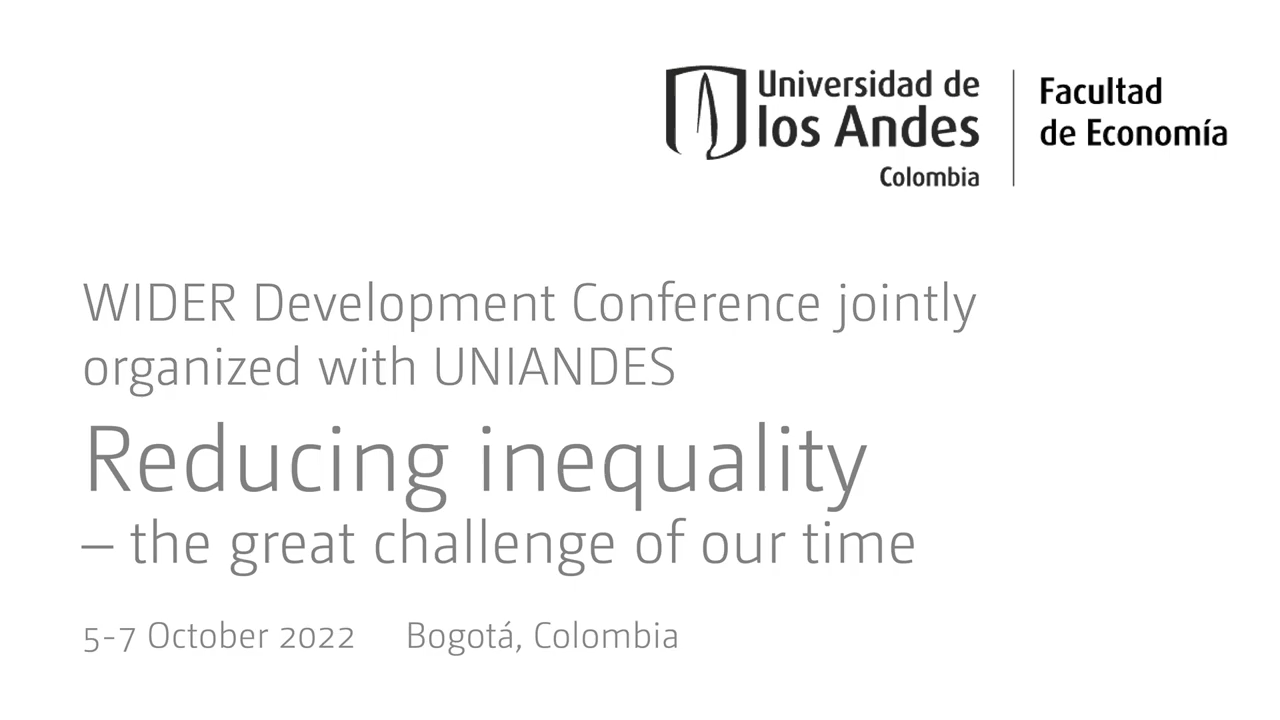 Universidad de
los Andes
Colombia
Facultad
de Economía
WIDER Development Conference jointly
organized with UNIANDES
Reducing inequality
– the great challenge of our time
5-7 October 2022 Bogotá, Colombia